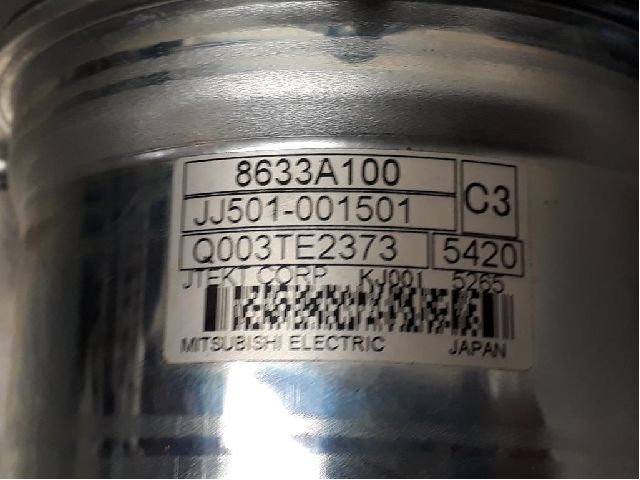 8633A100
C3
JJ501-001501
Q003TE2373 5420
JTEKT CORP KJ001 5265
MITSUBISHI ELECTRIC JAPAN